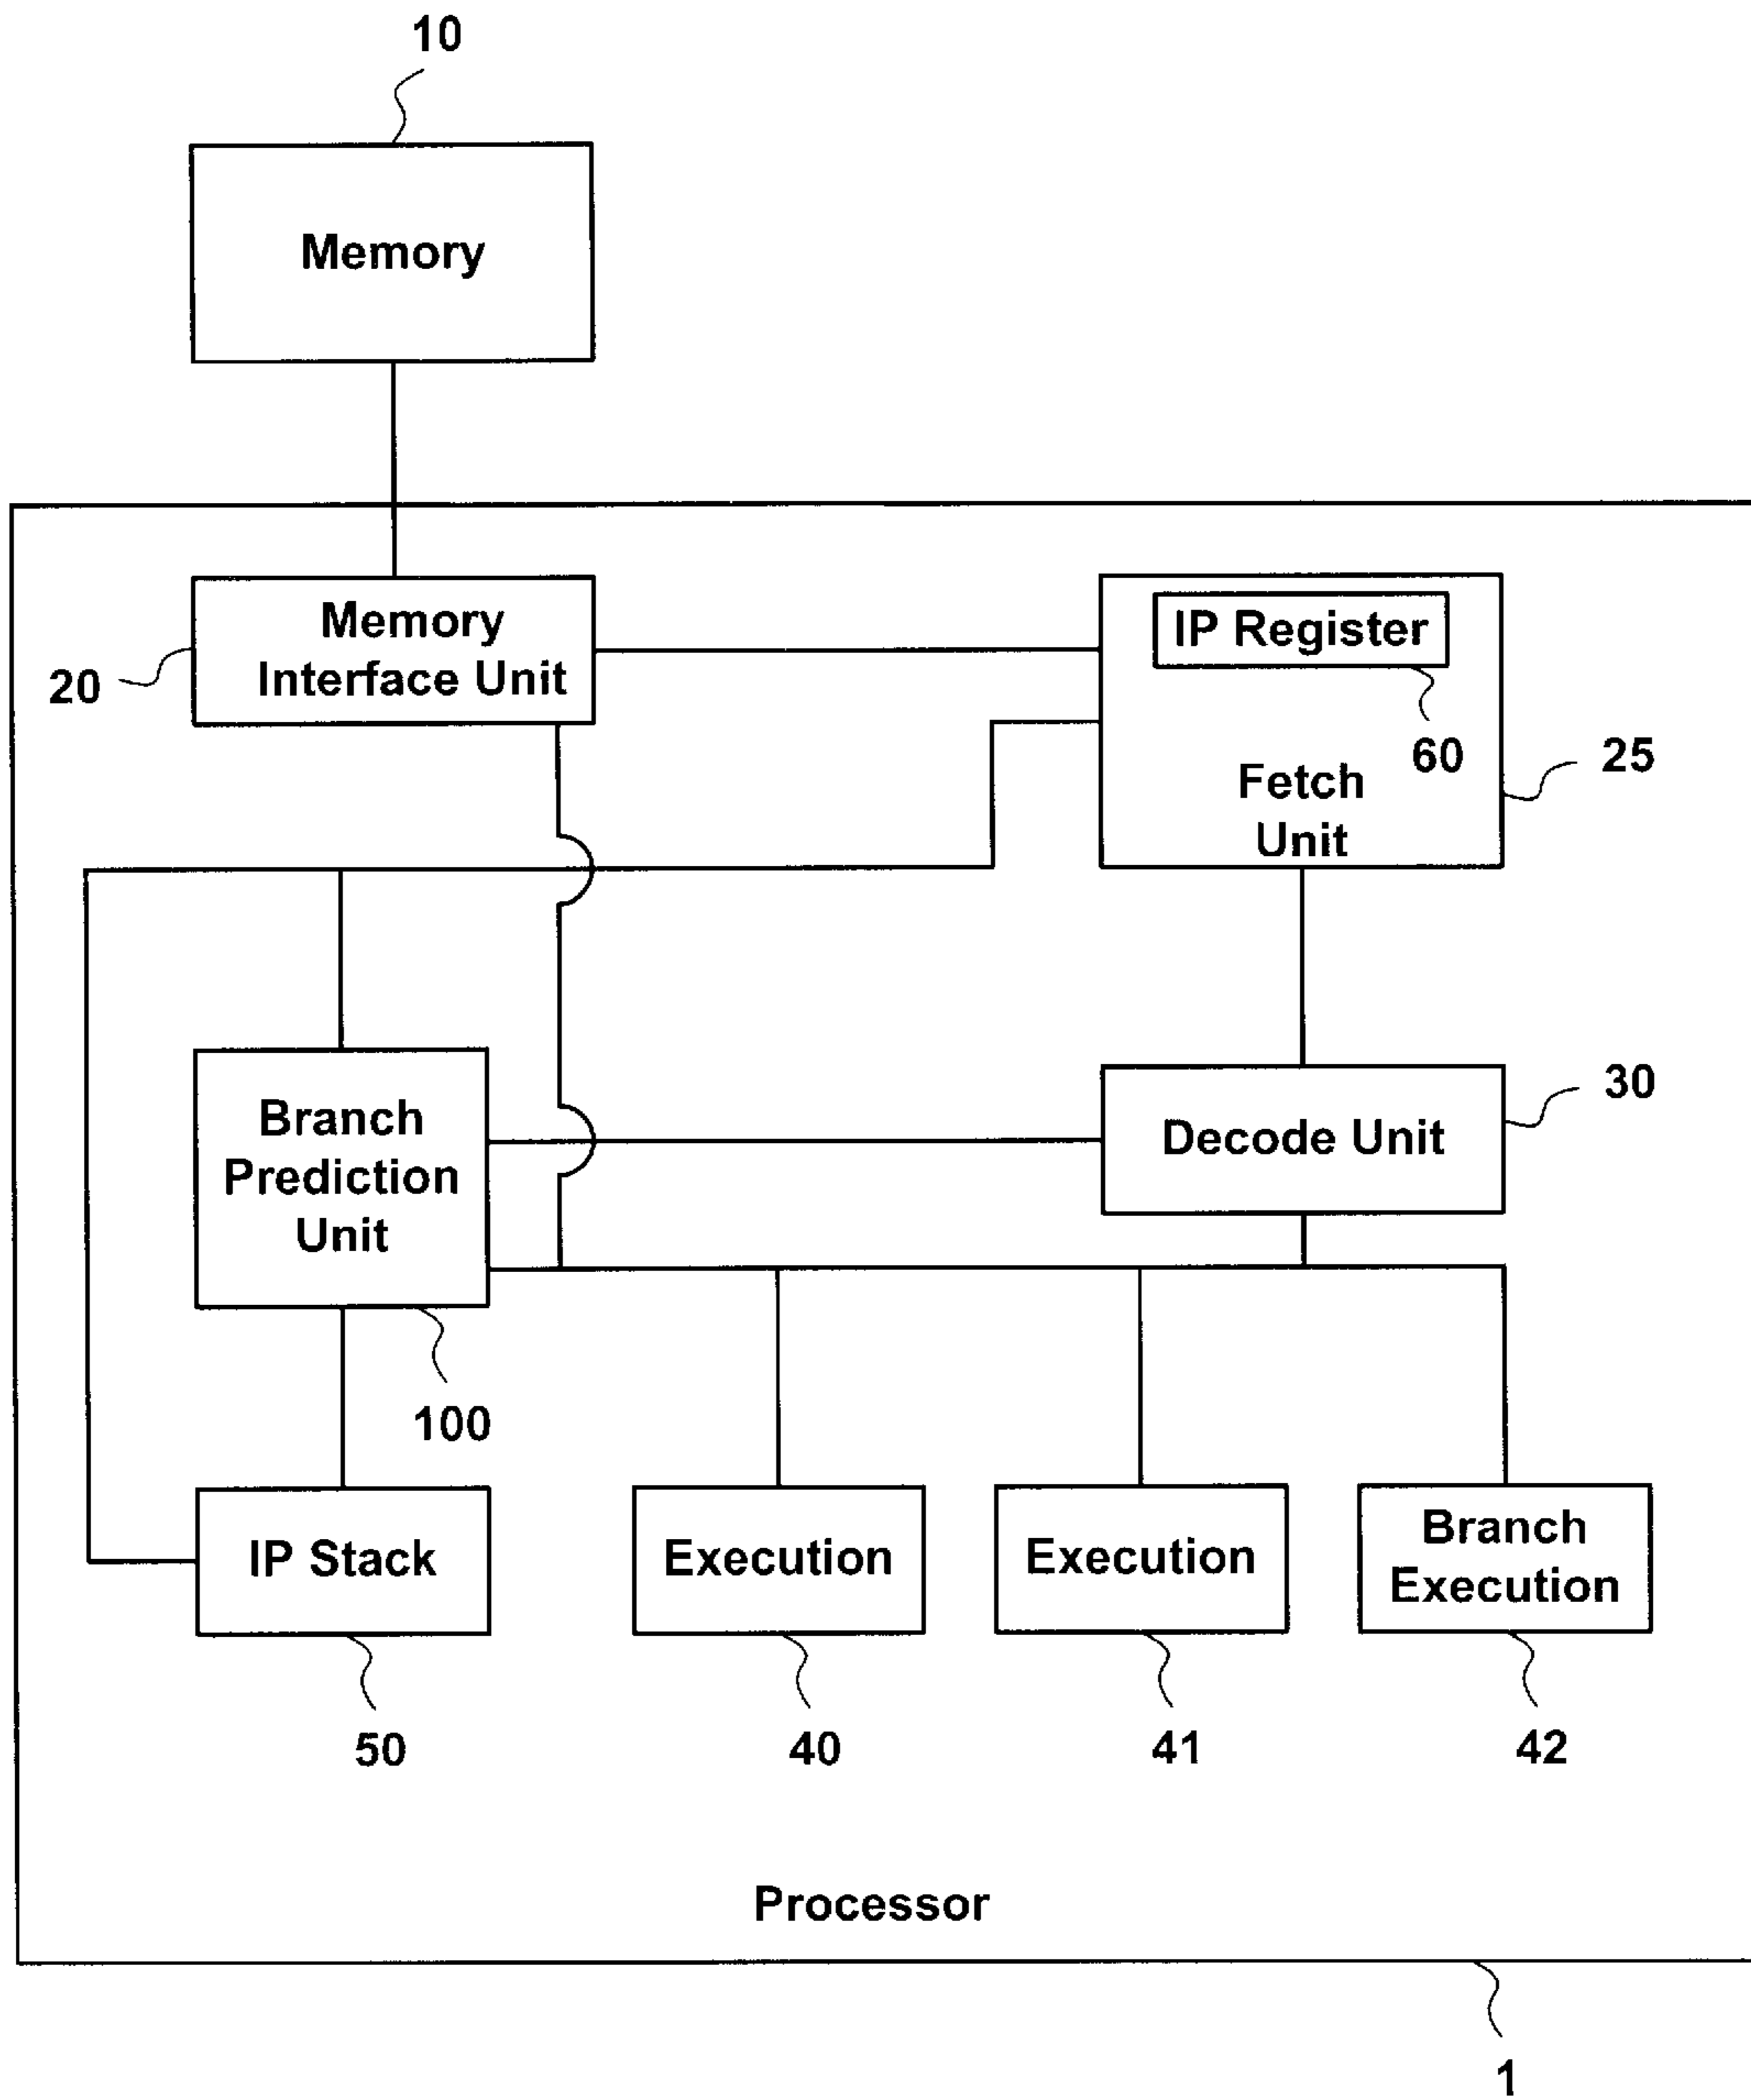 10
Memory
Memory
Interface Unit
20
IP Register
60
Fetch
Unit
25
Branch
Prediction
Unit
100
Decode Unit
30
IP Stack
50
Execution
40
Execution
41
Branch
Execution
42
Processor
1